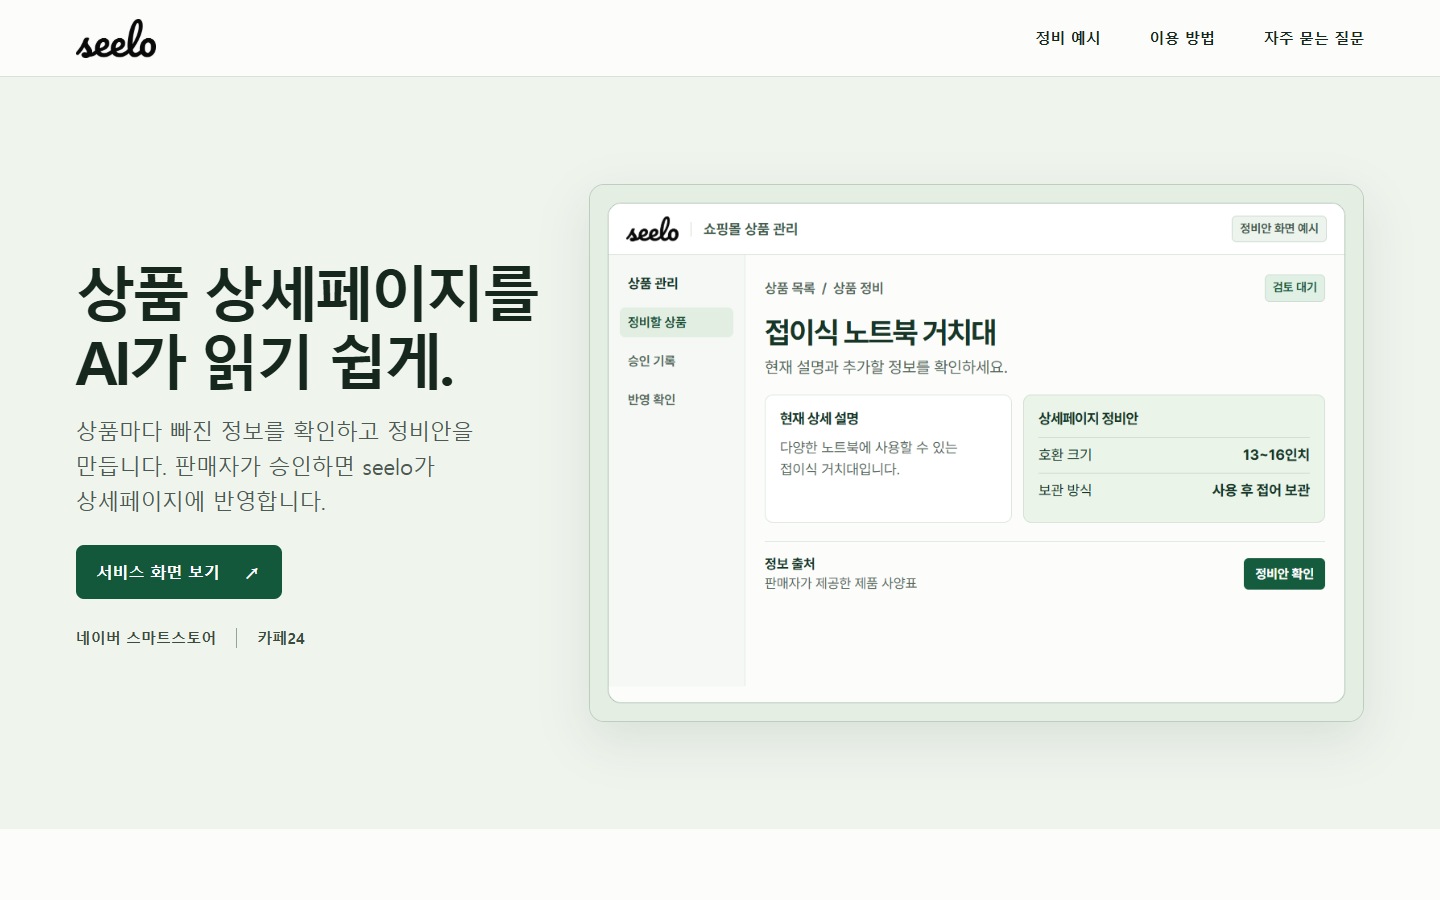 seelo
정비 예시
이용 방법
자주 묻는 질문
상품 상세페이지를
AI가 읽기 쉽게.
상품마다 빠진 정보를 확인하고 정비안을
만듭니다. 판매자가 승인하면 seelo가
상세페이지에 반영합니다.
서비스 화면 보기 ↗
네이버 스마트스토어
카페24
seelo
쇼핑몰 상품 관리
정비안 화면 예시
상품 관리
정비할 상품
승인 기록
반영 확인
상품 목록 / 상품 정비
검토 대기
접이식 노트북 거치대
현재 설명과 추가할 정보를 확인하세요.
현재 상세 설명
다양한 노트북에 사용할 수 있는
접이식 거치대입니다.
상세페이지 정비안
호환 크기 13~16인치
보관 방식 사용 후 접어 보관
정보 출처
판매자가 제공한 제품 사양표
정비안 확인